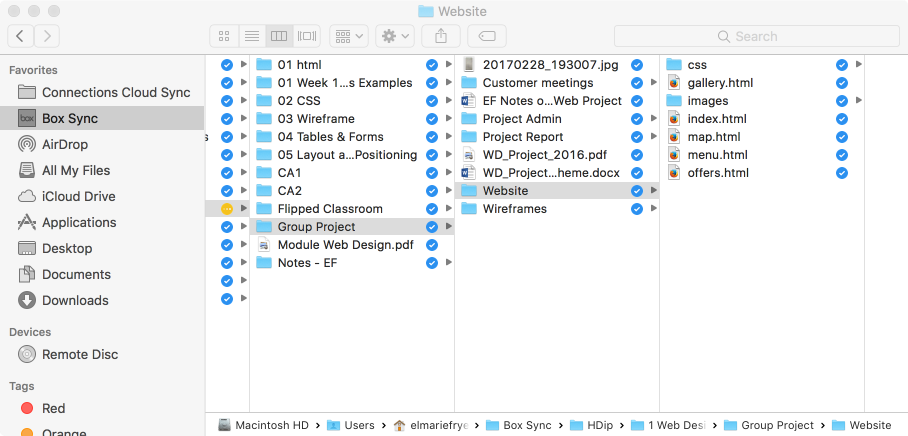 Website
Search
Favorites
Connections Cloud Sync
box Box Sync
AirDrop
All My Files
iCloud Drive
Applications
Desktop
Documents
Downloads
Devices
Remote Disc
Tags
Red
Orange
s
01 html
01 Week 1...s Examples
02 CSS
03 Wireframe
04 Tables & Forms
05 Layout a...Positioning
CA1
CA2
Flipped Classroom
Group Project
Module Web Design.pdf
Notes - EF
20170228_193007.jpg
Customer meetings
EF Notes o...Web Project
Project Admin
Project Report
WD_Project_2016.pdf
WD_Project...heme.docx
Website
Wireframes
css
gallery.html
images
index.html
map.html
menu.html
offers.html
Macintosh HD Users elmariefrye Box Sync HDip 1 Web Desi Group Project Website